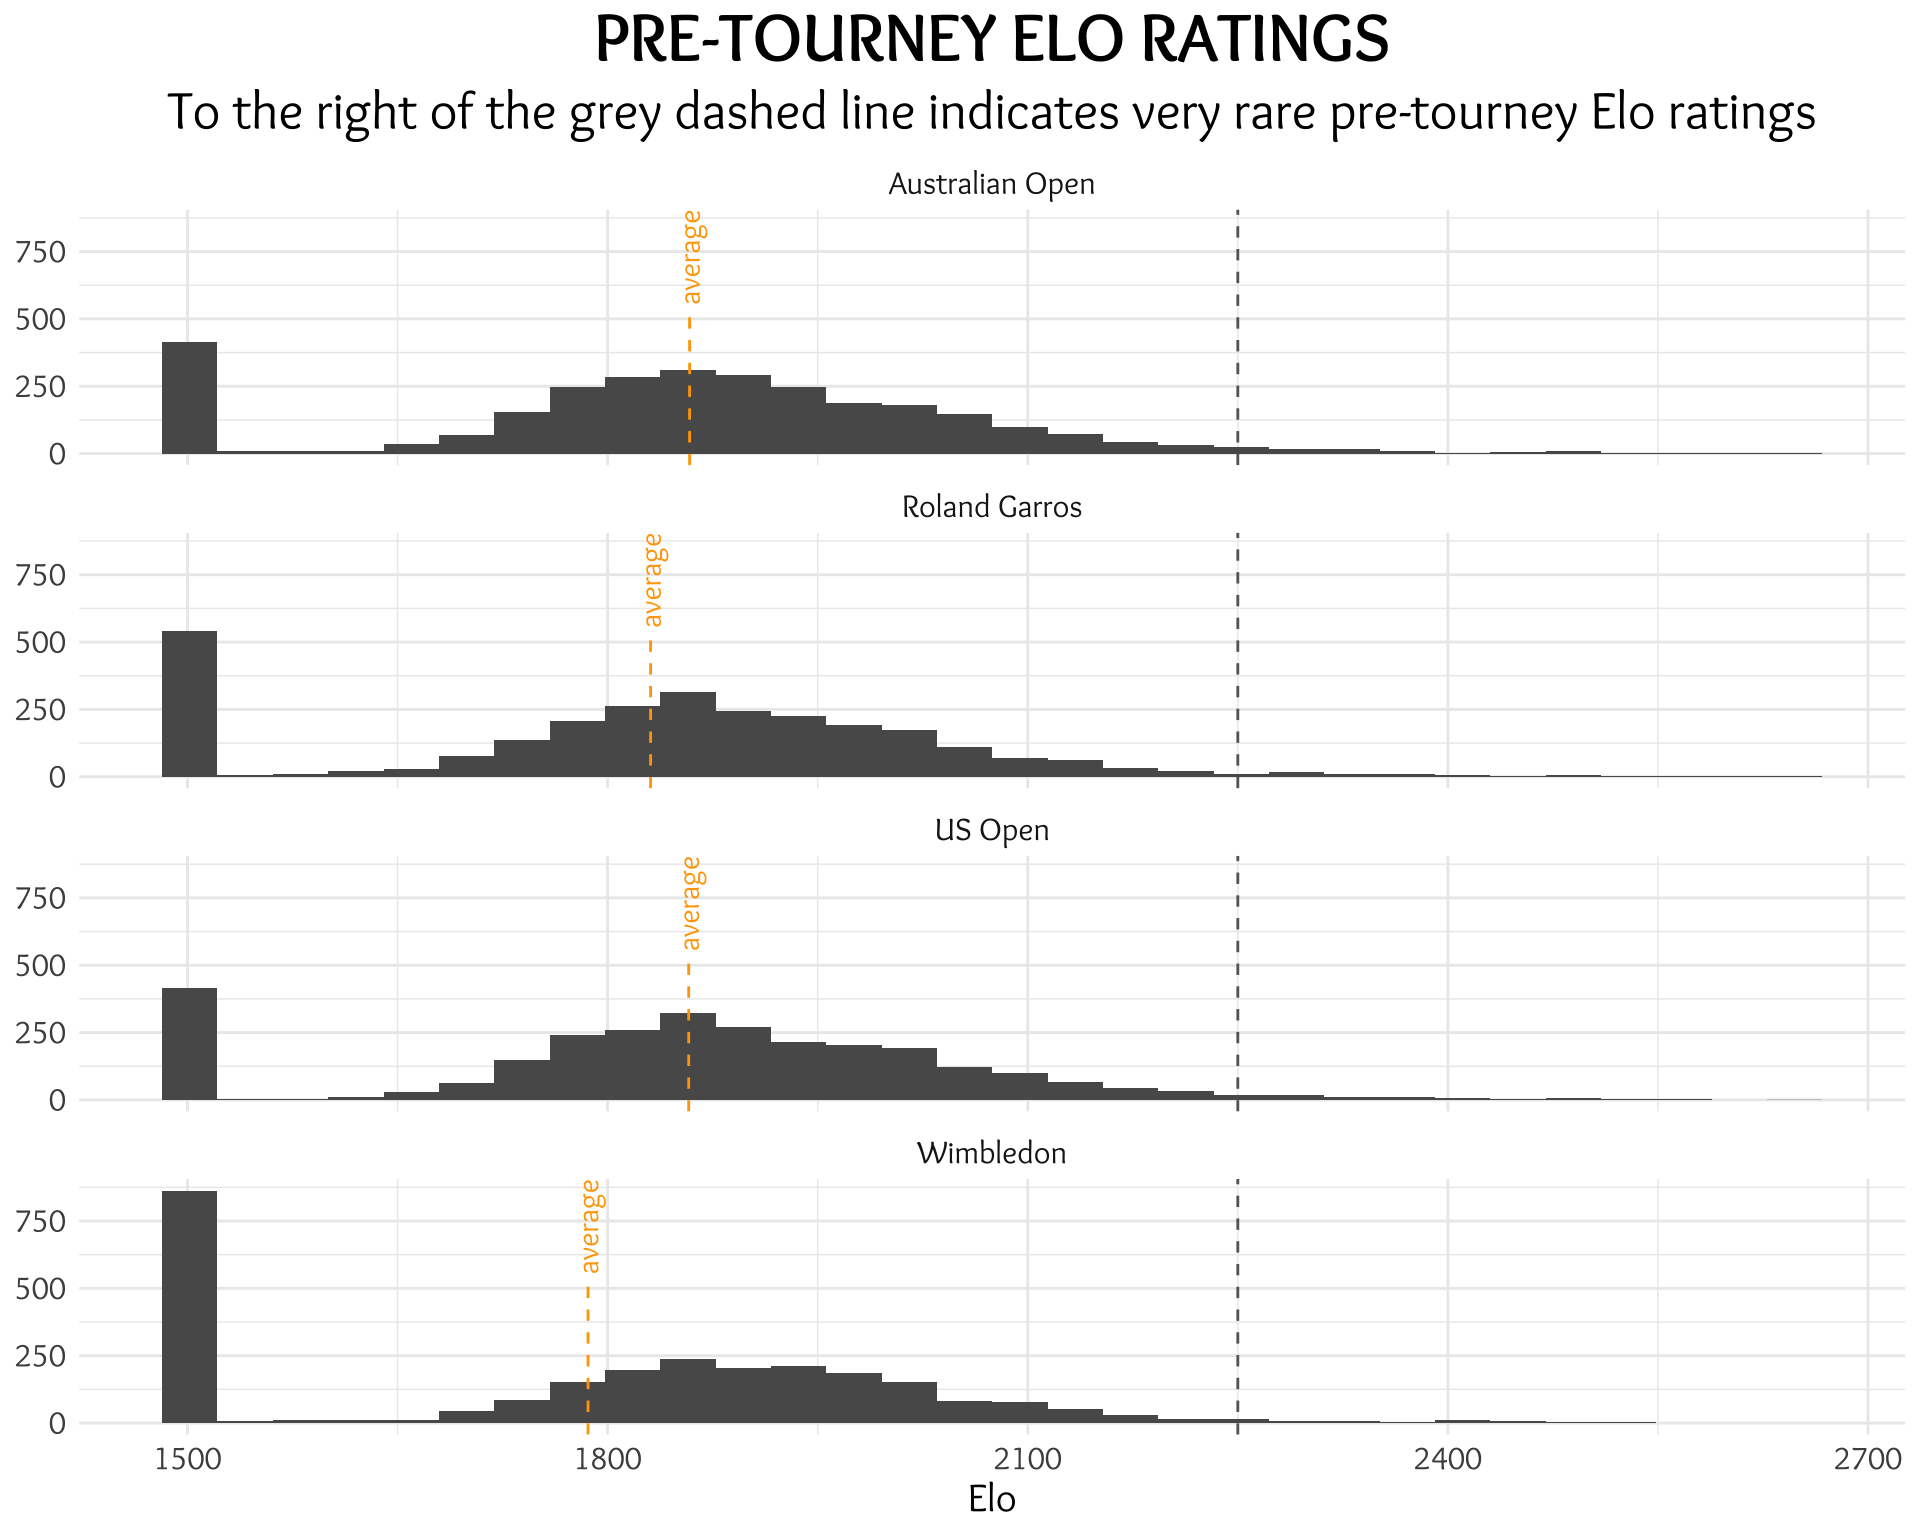 PRE-TOURNEY ELO RATINGS
To the right of the grey dashed line indicates very rare pre-tourney Elo ratings
Australian Open
average
750
500
250
0
Roland Garros
average
750
500
250
0
US Open
average
750
500
250
0
Wimbledon
average
750
500
250
0
1500 1800 2100 2400 2700
Elo